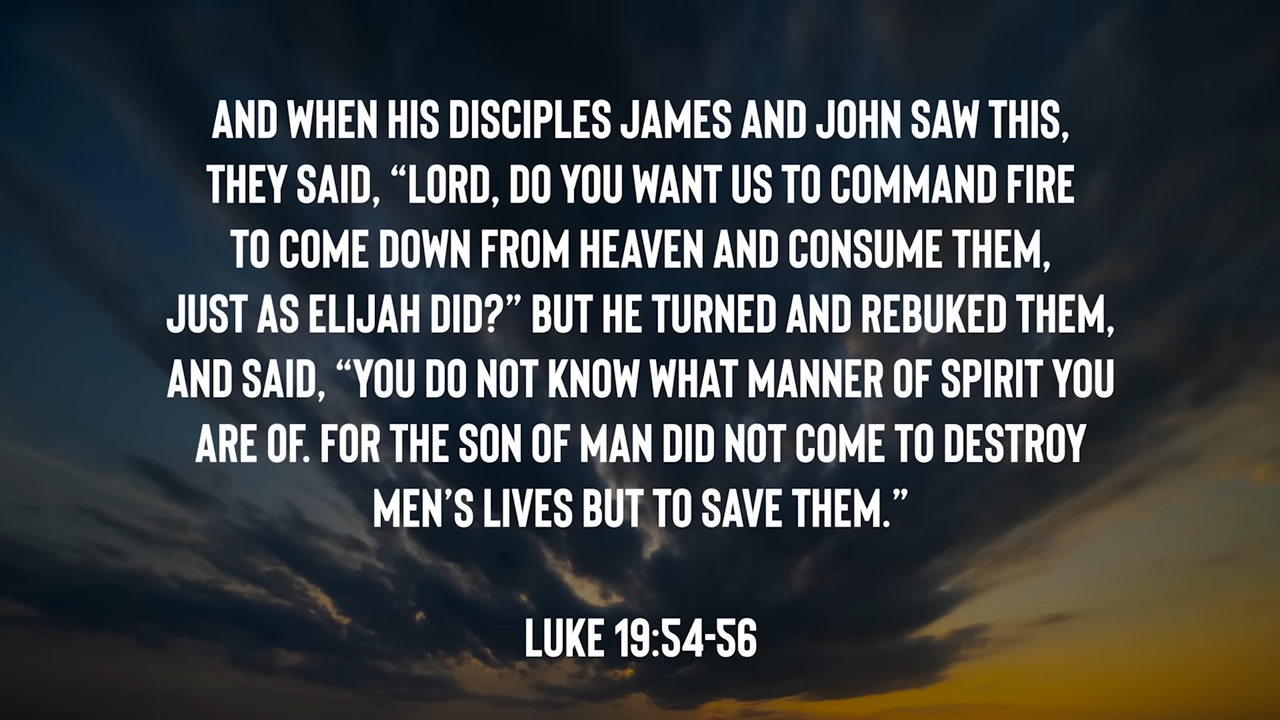 AND WHEN HIS DISCIPLES JAMES AND JOHN SAW THIS,
THEY SAID, “LORD, DO YOU WANT US TO COMMAND FIRE
TO COME DOWN FROM HEAVEN AND CONSUME THEM,
JUST AS ELIJAH DID?” BUT HE TURNED AND REBUKED THEM,
AND SAID, “YOU DO NOT KNOW WHAT MANNER OF SPIRIT YOU
ARE OF. FOR THE SON OF MAN DID NOT COME TO DESTROY
MEN’S LIVES BUT TO SAVE THEM.”
LUKE 19:54-56